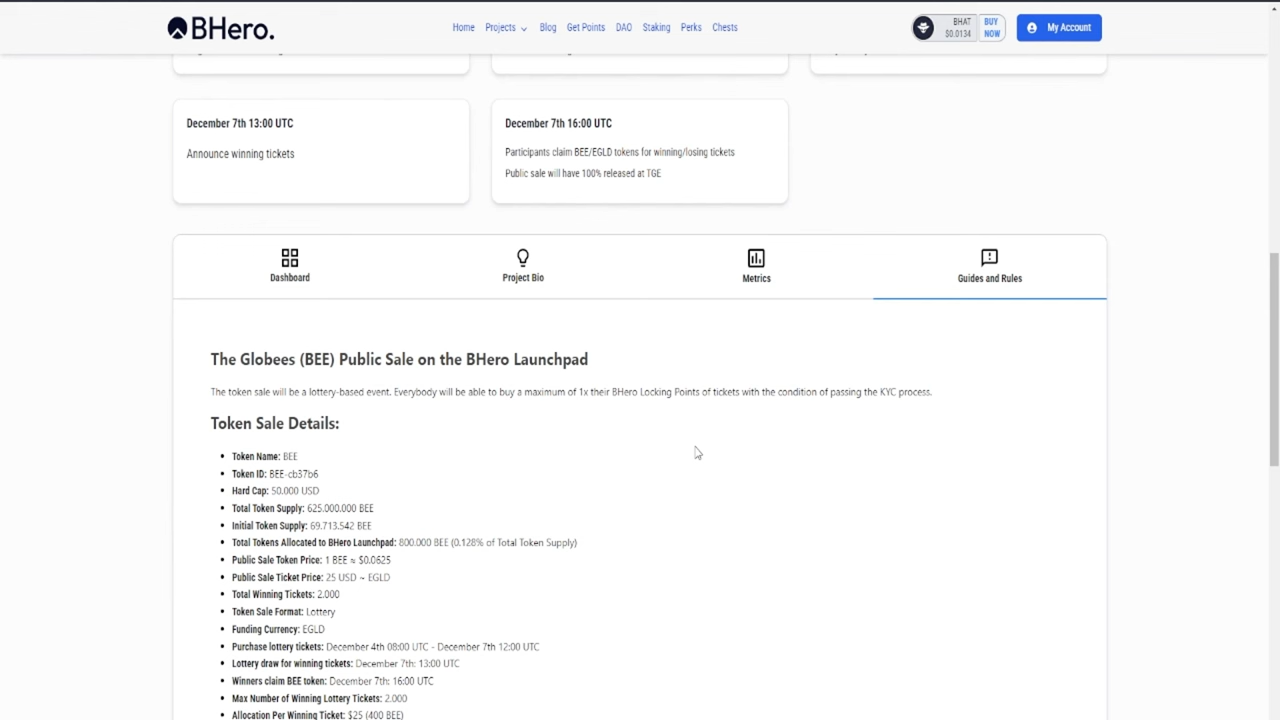 BHero.
Home
Projects
Blog
Get Points
DAO
Staking
Perks
Chests
BHAT
$0.0134
BUY
NOW
My Account
December 7th 13:00 UTC
Announce winning tickets
December 7th 16:00 UTC
Participants claim BEE/EGLD tokens for winning/losing tickets
Public sale will have 100% released at TGE
Dashboard
Project Bio
Metrics
Guides and Rules
The Globees (BEE) Public Sale on the BHero Launchpad
The token sale will be a lottery-based event. Everybody will be able to buy a maximum of 1x their BHero Locking Points of tickets with the condition of passing the KYC process.
Token Sale Details:
Token Name: BEE
Token ID: BEE-cb37b6
Hard Cap: 50.000 USD
Total Token Supply: 625.000.000 BEE
Initial Token Supply: 69.713.542 BEE
Total Tokens Allocated to BHero Launchpad: 800.000 BEE (0.128% of Total Token Supply)
Public Sale Token Price: 1 BEE ≈ $0.0625
Public Sale Ticket Price: 25 USD ~ EGLD
Total Winning Tickets: 2.000
Token Sale Format: Lottery
Funding Currency: EGLD
Purchase lottery tickets: December 4th 08:00 UTC - December 7th 12:00 UTC
Lottery draw for winning tickets: December 7th: 13:00 UTC
Winners claim BEE token: December 7th: 16:00 UTC
Max Number of Winning Lottery Tickets: 2.000
Allocation Per Winning Ticket: $25 (400 BEE)